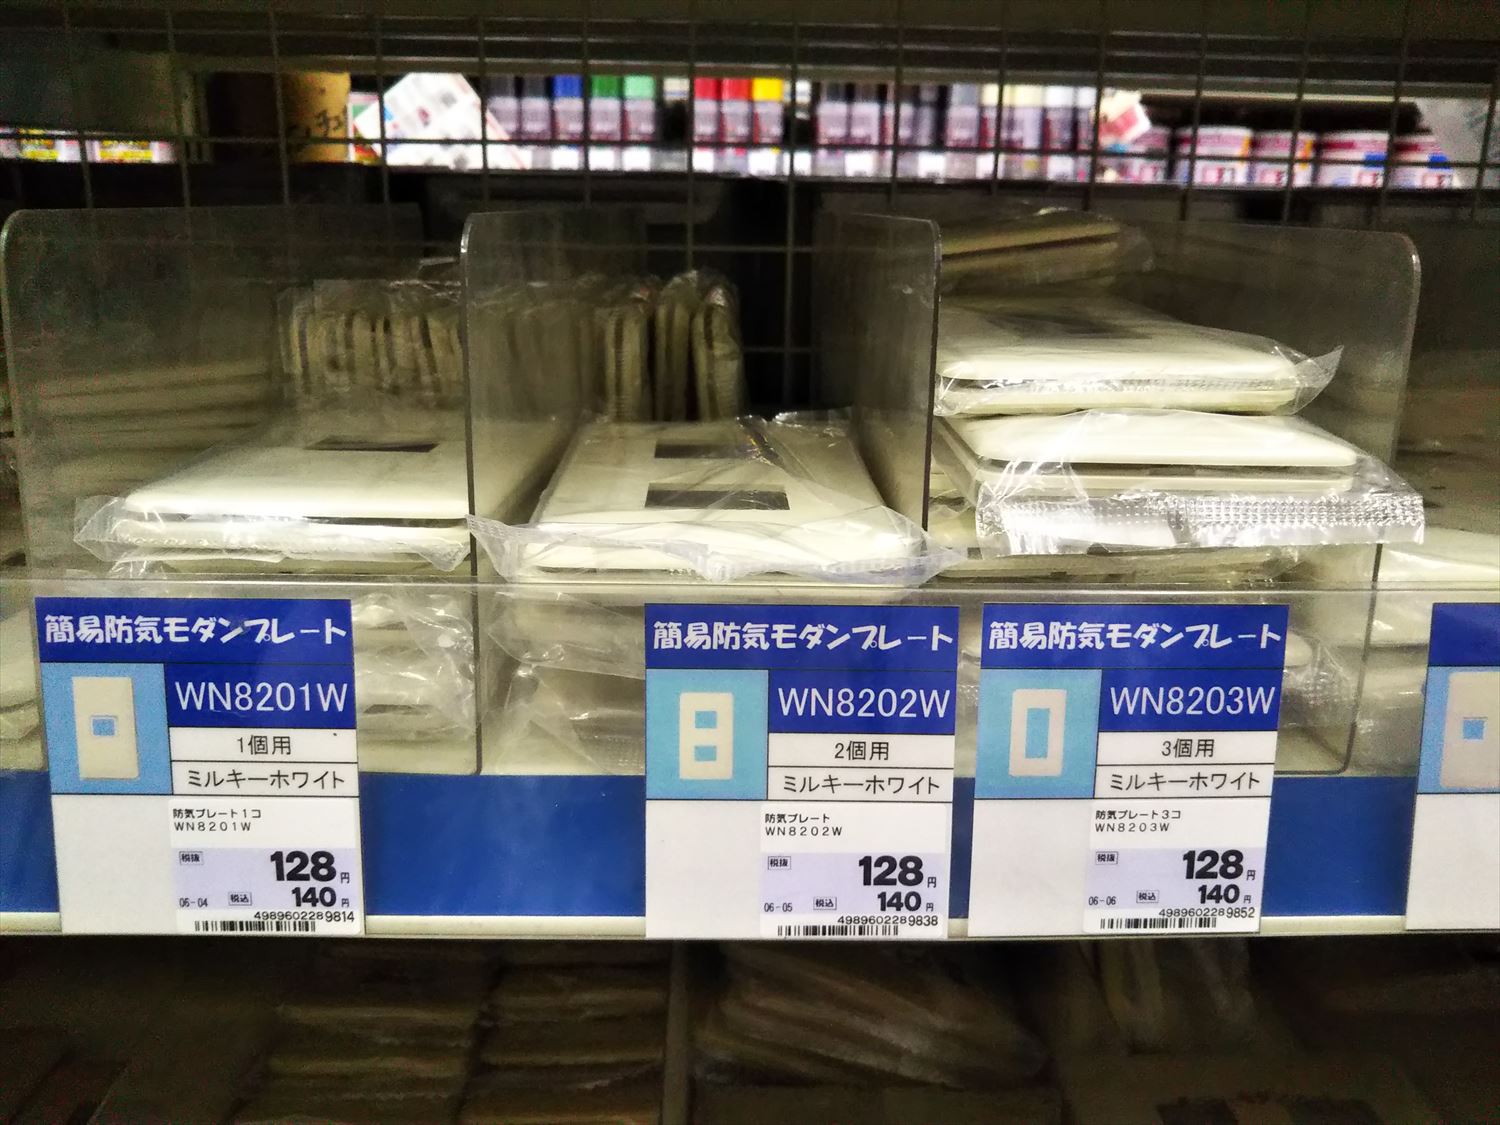 簡易防気モダンプレート
WN8201W
1個用
ミルキーホワイト
防気プレート1コ
WN8201W
税抜
128円
06-04
税込
140円
4989602289814
簡易防気モダンプレート
WN8202W
2個用
ミルキーホワイト
防気プレート
WN8202W
税抜
128円
06-05
税込
140円
4989602289838
簡易防気モダンプレート
WN8203W
3個用
ミルキーホワイト
防気プレート3コ
WN8203W
税抜
128円
06-06
税込
140円
4989602289852